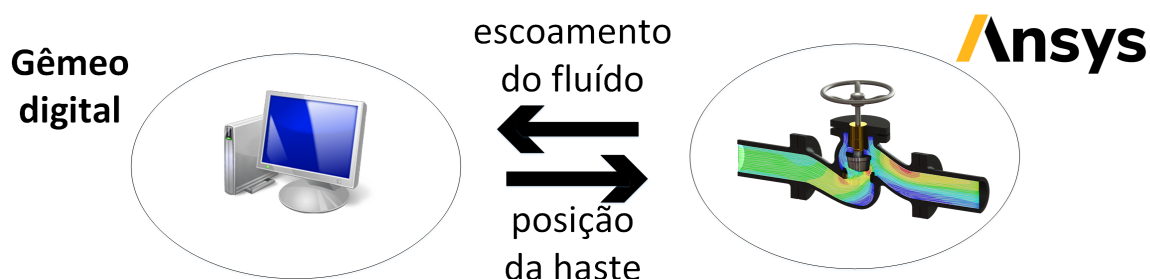 Gêmeo
digital
escoamento
do fluído
posição
da haste
Ansys